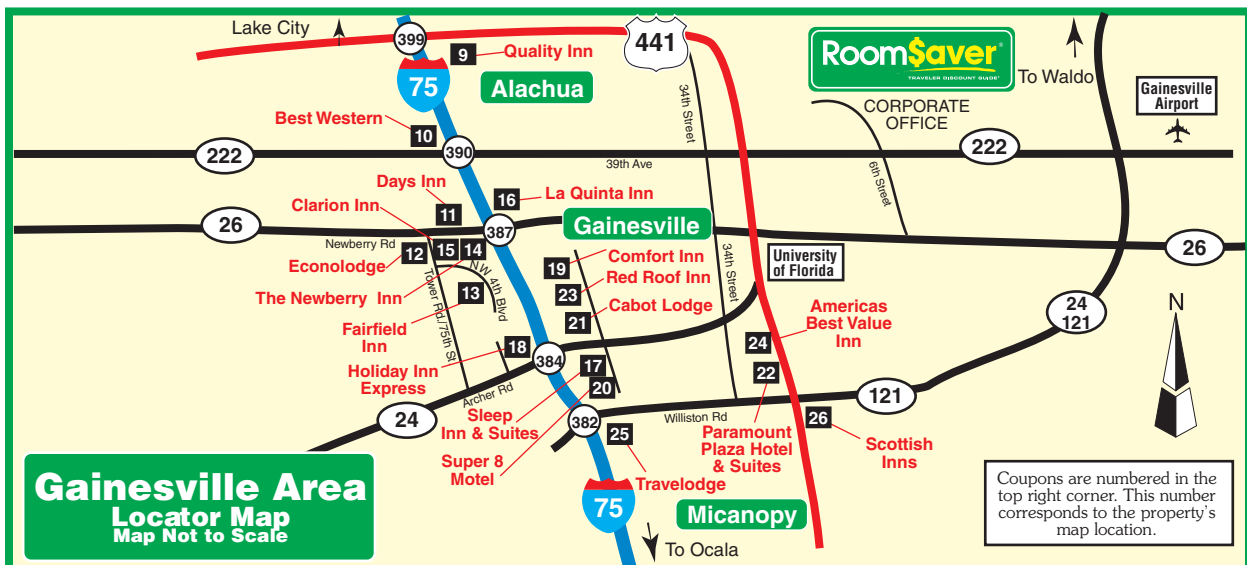 Lake City
399
9
Quality Inn
441
RoomSaver®
TRAVELER DISCOUNT GUIDE®
To Waldo
75
Alachua
34th Street
CORPORATE
OFFICE
Gainesville
Airport
Best Western
10
222
390
39th Ave
6th Street
222
Days Inn
11
16
La Quinta Inn
Clarion Inn
26
387
Gainesville
Newberry Rd
12
15
14
Econolodge
NW 4th Blvd
19
Comfort Inn
34th Street
University
of Florida
26
The Newberry Inn
13
Tower Rd./75th St
23
Red Roof Inn
21
Cabot Lodge
Americas
Best Value
Inn
24
121
N
Fairfield
Inn
18
384
24
Holiday Inn
Express
17
22
20
Archer Rd
24
Sleep
Inn & Suites
382
Williston Rd
121
26
Scottish
Inns
25
Paramount
Plaza Hotel
& Suites
Super 8
Motel
Travelodge
75
Micanopy
To Ocala
Gainesville Area
Locator Map
Map Not to Scale
Coupons are numbered in the
top right corner. This number
corresponds to the property's
map location.